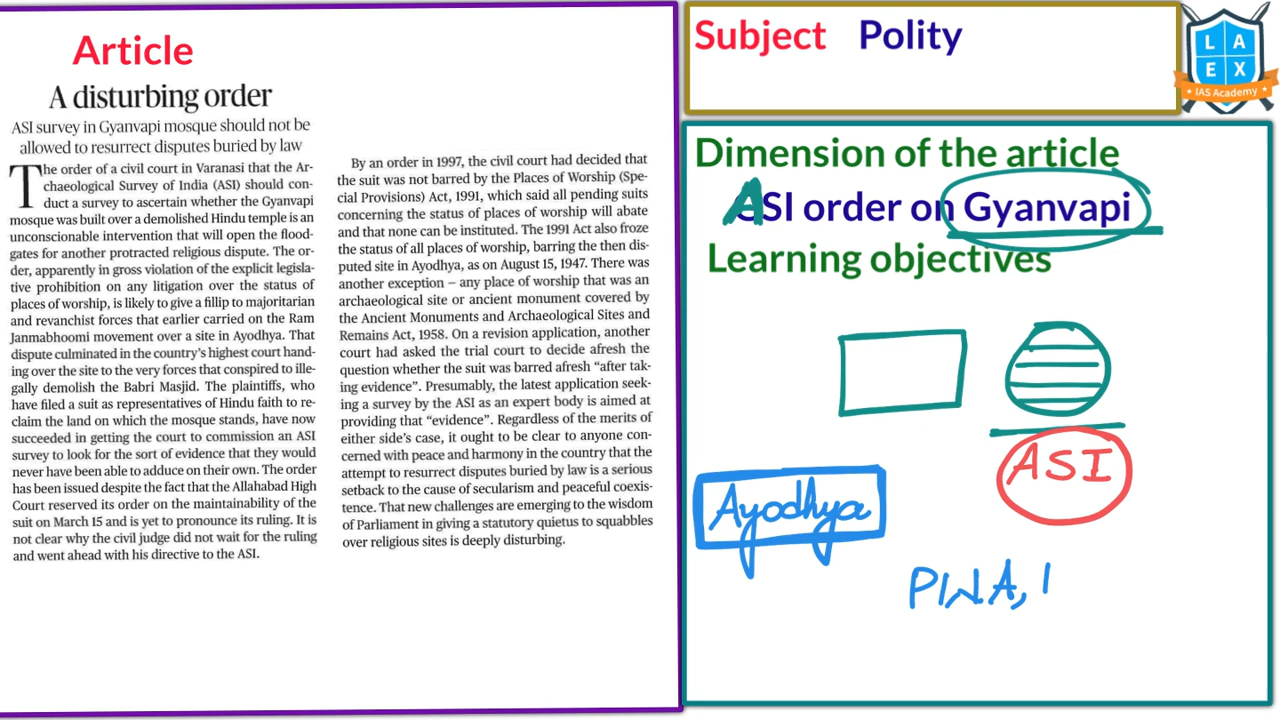 Article
A disturbing order
ASI survey in Gyanvapi mosque should not be
allowed to resurrect disputes buried by law
The order of a civil court in Varanasi that the Ar-
chaeological Survey of India (ASI) should con-
duct a survey to ascertain whether the Gyanvapi
mosque was built over a demolished Hindu temple is an
unconscionable intervention that will open the flood-
gates for another protracted religious dispute. The or-
der, apparently in gross violation of the explicit legisla-
tive prohibition on any litigation over the status of
places of worship, is likely to give a fillip to majoritarian
and revanchist forces that earlier carried on the Ram
Janmabhoomi movement over a site in Ayodhya. That
dispute culminated in the country's highest court hand-
ing over the site to the very forces that conspired to ille-
gally demolish the Babri Masjid. The plaintiffs, who
have filed a suit as representatives of Hindu faith to re-
claim the land on which the mosque stands, have now
succeeded in getting the court to commission an ASI
survey to look for the sort of evidence that they would
never have been able to adduce on their own. The order
has been issued despite the fact that the Allahabad High
Court reserved its order on the maintainability of the
suit on March 15 and is yet to pronounce its ruling. It is
not clear why the civil judge did not wait for the ruling
and went ahead with his directive to the ASI.
By an order in 1997, the civil court had decided that
the suit was not barred by the Places of Worship (Spe-
cial Provisions) Act, 1991, which said all pending suits
concerning the status of places of worship will abate
and that none can be instituted. The 1991 Act also froze
the status of all places of worship, barring the then dis-
puted site in Ayodhya, as on August 15, 1947. There was
another exception – any place of worship that was an
archaeological site or ancient monument covered by
the Ancient Monuments and Archaeological Sites and
Remains Act, 1958. On a revision application, another
court had asked the trial court to decide afresh the
question whether the suit was barred afresh "after tak-
ing evidence". Presumably, the latest application seek-
ing a survey by the ASI as an expert body is aimed at
providing that "evidence". Regardless of the merits of
either side's case, it ought to be clear to anyone con-
cerned with peace and harmony in the country that the
attempt to resurrect disputes buried by law is a serious
setback to the cause of secularism and peaceful coexis-
tence. That new challenges are emerging to the wisdom
of Parliament in giving a statutory quietus to squabbles
over religious sites is deeply disturbing.
Subject Polity
L A
E X
IAS Academy
Dimension of the article
ASI order on Gyanvapi
Learning objectives
ASI
Ayodhya